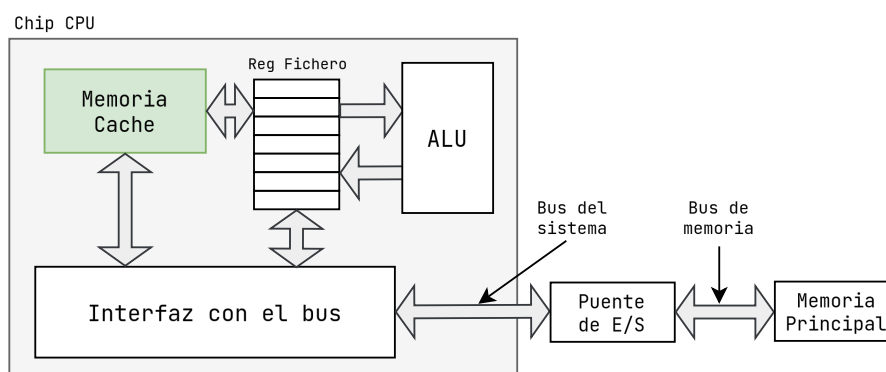 Chip CPU
Reg Fichero
Memoria
Cache
ALU
Bus del
sistema
Bus de
memoria
Interfaz con el bus
Puente
de E/S
Memoria
Principal